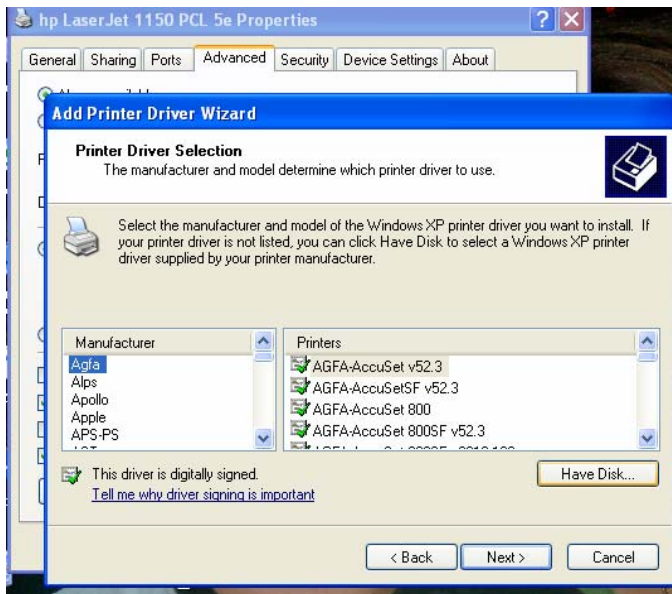 hp LaserJet 1150 PCL 5e Properties
General Sharing Ports Advanced Security Device Settings About
Add Printer Driver Wizard
Printer Driver Selection
The manufacturer and model determine which printer driver to use.
Select the manufacturer and model of the Windows XP printer driver you want to install. If
your printer driver is not listed, you can click Have Disk to select a Windows XP printer
driver supplied by your printer manufacturer.
Manufacturer
Agfa
Alps
Apollo
Apple
APS-PS
Printers
AGFA-AccuSet v52.3
AGFA-AccuSetSF v52.3
AGFA-AccuSet 800
AGFA-AccuSet 800SF v52.3
This driver is digitally signed.
Tell me why driver signing is important
Have Disk...
< Back Next > Cancel